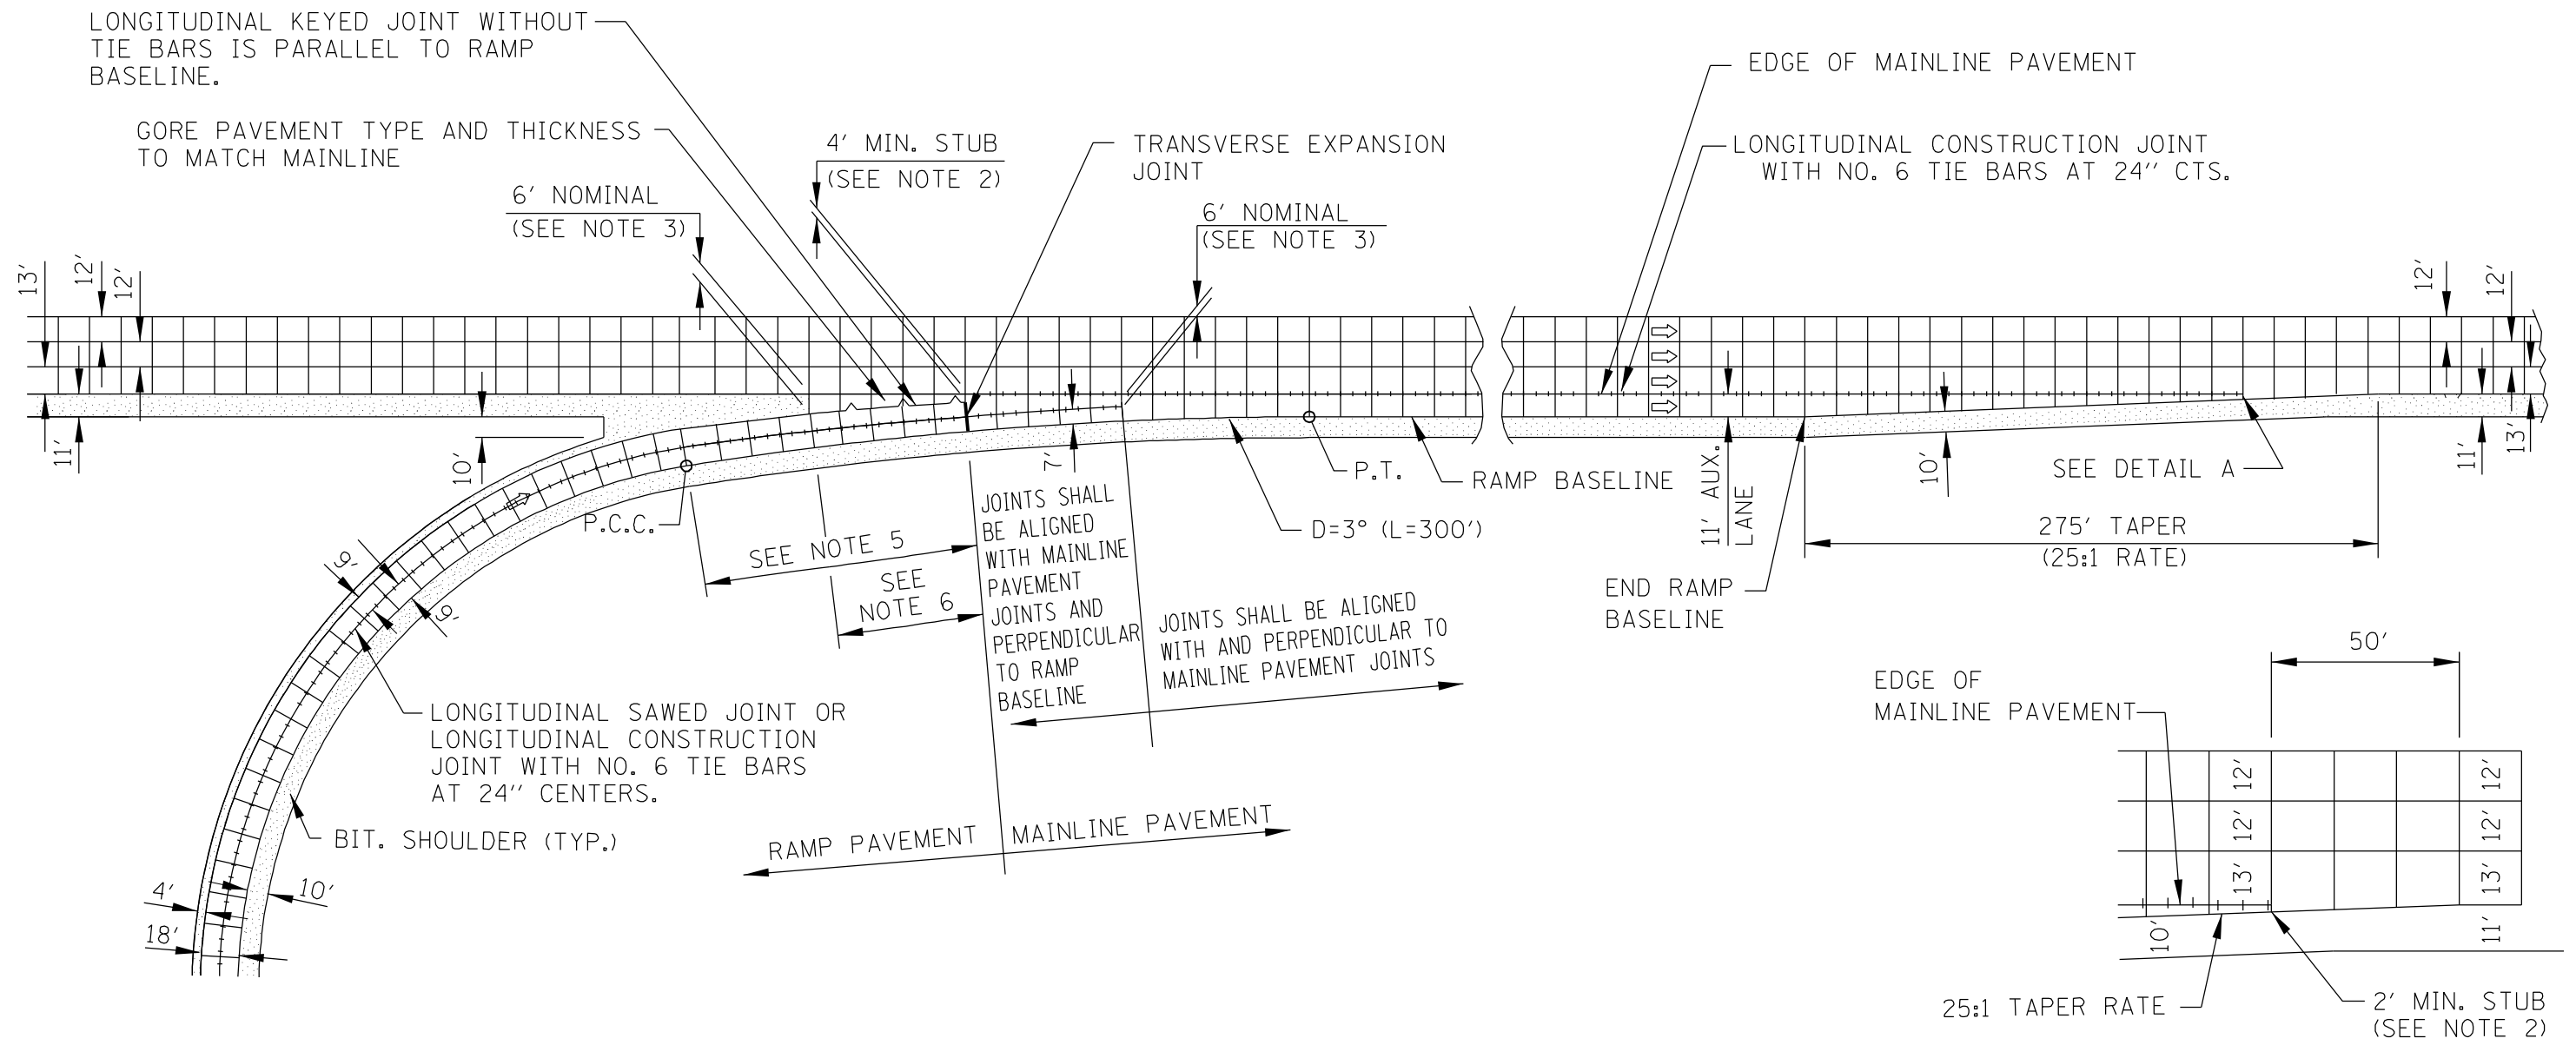 LONGITUDINAL KEYED JOINT WITHOUT
TIE BARS IS PARALLEL TO RAMP
BASELINE.
GORE PAVEMENT TYPE AND THICKNESS
TO MATCH MAINLINE
6' NOMINAL
(SEE NOTE 3)
4' MIN. STUB
(SEE NOTE 2)
TRANSVERSE EXPANSION
JOINT
6' NOMINAL
(SEE NOTE 3)
EDGE OF MAINLINE PAVEMENT
LONGITUDINAL CONSTRUCTION JOINT
WITH NO. 6 TIE BARS AT 24" CTS.
13'
12'
12'
12'
12'
11'
10'
7'
P.C.C.
P.T.
RAMP BASELINE
D=3° (L=300')
11' AUX.
LANE
10'
SEE DETAIL A
11'
13'
275' TAPER
(25:1 RATE)
END RAMP
BASELINE
SEE NOTE 5
SEE
NOTE 6
JOINTS SHALL
BE ALIGNED
WITH MAINLINE
PAVEMENT
JOINTS AND
PERPENDICULAR
TO RAMP
BASELINE
JOINTS SHALL BE ALIGNED
WITH AND PERPENDICULAR TO
MAINLINE PAVEMENT JOINTS
9'
9'
LONGITUDINAL SAWED JOINT OR
LONGITUDINAL CONSTRUCTION
JOINT WITH NO. 6 TIE BARS
AT 24" CENTERS.
BIT. SHOULDER (TYP.)
RAMP PAVEMENT
MAINLINE PAVEMENT
4'
10'
18'
50'
EDGE OF
MAINLINE PAVEMENT
12'
12'
12'
12'
13'
13'
10'
11'
25:1 TAPER RATE
2' MIN. STUB
(SEE NOTE 2)